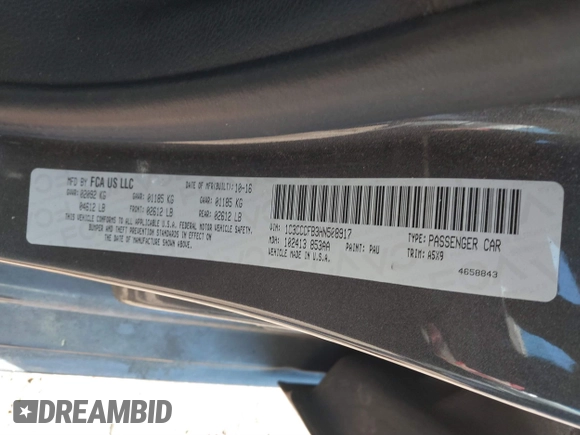 MFD BY FCA US LLC DATE OF MFR(BUILT): 10-16
GVWR: 02092 KG GAWR: 01185 KG GAWR: 01185 KG
04612 LB FRONT: 02612 LB REAR: 02612 LB
THIS VEHICLE CONFORMS TO ALL APPLICABLE U.S.A. FEDERAL MOTOR VEHICLE SAFETY,
BUMPER AND THEFT PREVENTION STANDARDS IN EFFECT ON
THE DATE OF MANUFACTURE SHOWN ABOVE.
VIN: 1C3CCCFB3HN508917 TYPE: PASSENGER CAR
MDH: 102413 853AA PAINT: PAU TRIM: A5X9
VEHICLE MADE IN U.S.A. 4658843
DREAMBID